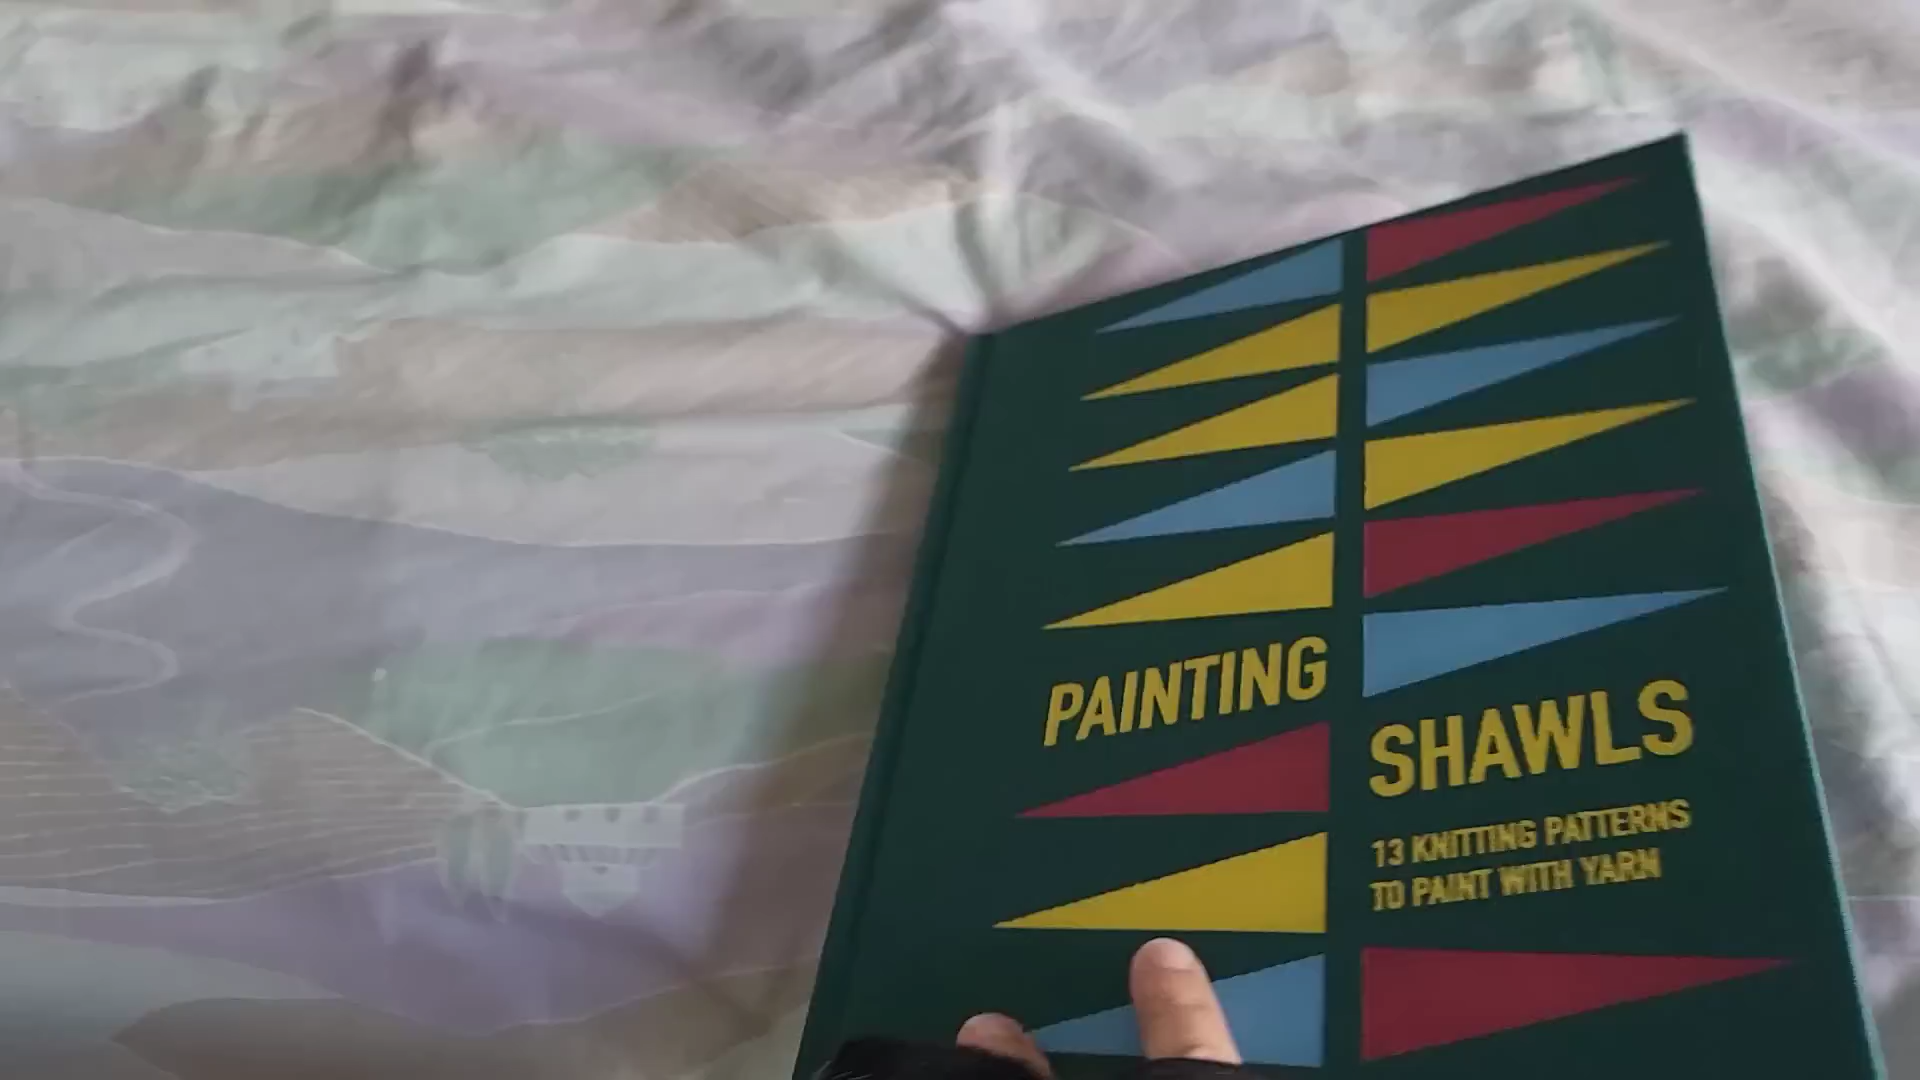 PAINTING
SHAWLS
13 KNITTING PATTERNS
TO PAINT WITH YARN